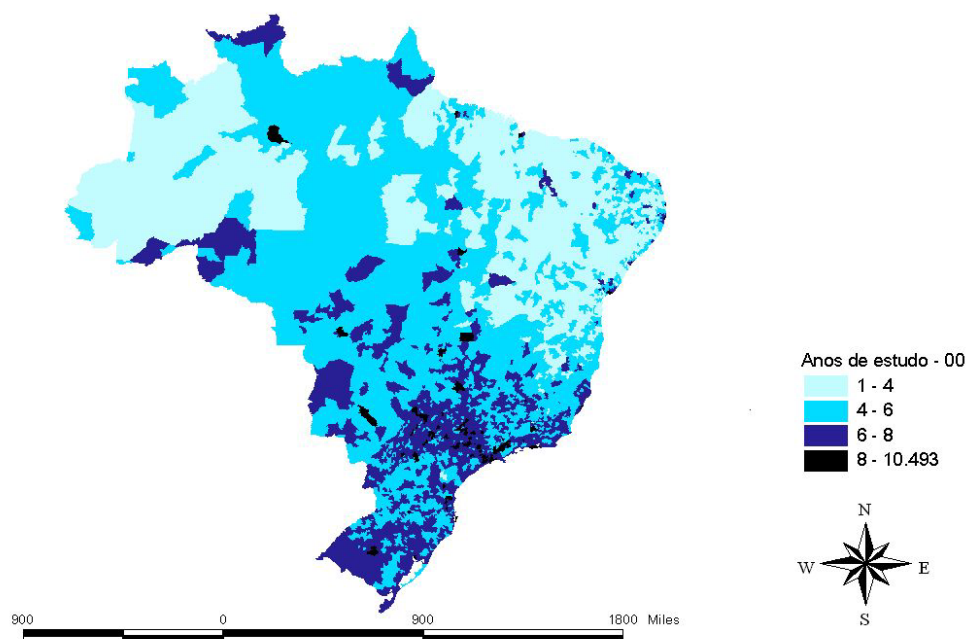 Anos de estudo - 00
1 - 4
4 - 6
6 - 8
8 - 10.493
N
W E
S
900 0 900 1800 Miles